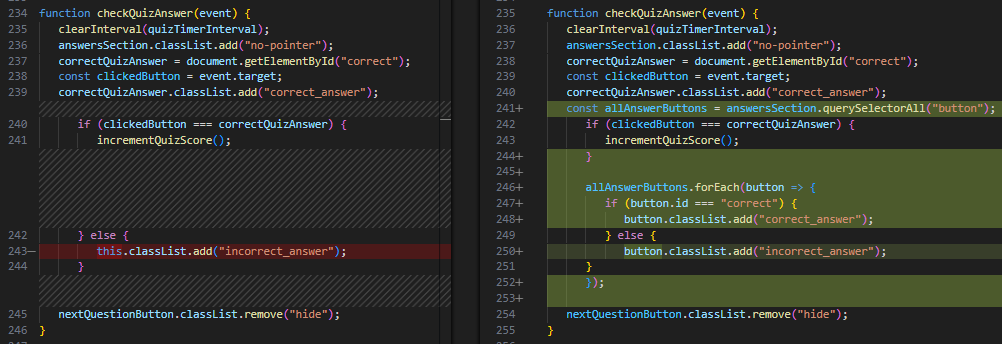 234 function checkQuizAnswer(event) {
235 clearInterval(quizTimerInterval);
236 answersSection.classList.add("no-pointer");
237 correctQuizAnswer = document.getElementById("correct");
238 const clickedButton = event.target;
239 correctQuizAnswer.classList.add("correct_answer");
240 if (clickedButton === correctQuizAnswer) {
241 incrementQuizScore();
242 } else {
243— this.classList.add("incorrect_answer");
244 }
245 nextQuestionButton.classList.remove("hide");
246 }
235 function checkQuizAnswer(event) {
236 clearInterval(quizTimerInterval);
237 answersSection.classList.add("no-pointer");
238 correctQuizAnswer = document.getElementById("correct");
239 const clickedButton = event.target;
240 correctQuizAnswer.classList.add("correct_answer");
241+ const allAnswerButtons = answersSection.querySelectorAll("button");
242 if (clickedButton === correctQuizAnswer) {
243 incrementQuizScore();
244+ }
245+
246+ allAnswerButtons.forEach(button => {
247+ if (button.id === "correct") {
248+ button.classList.add("correct_answer");
249 } else {
250+ button.classList.add("incorrect_answer");
251 }
252+ });
253+
254 nextQuestionButton.classList.remove("hide");
255 }